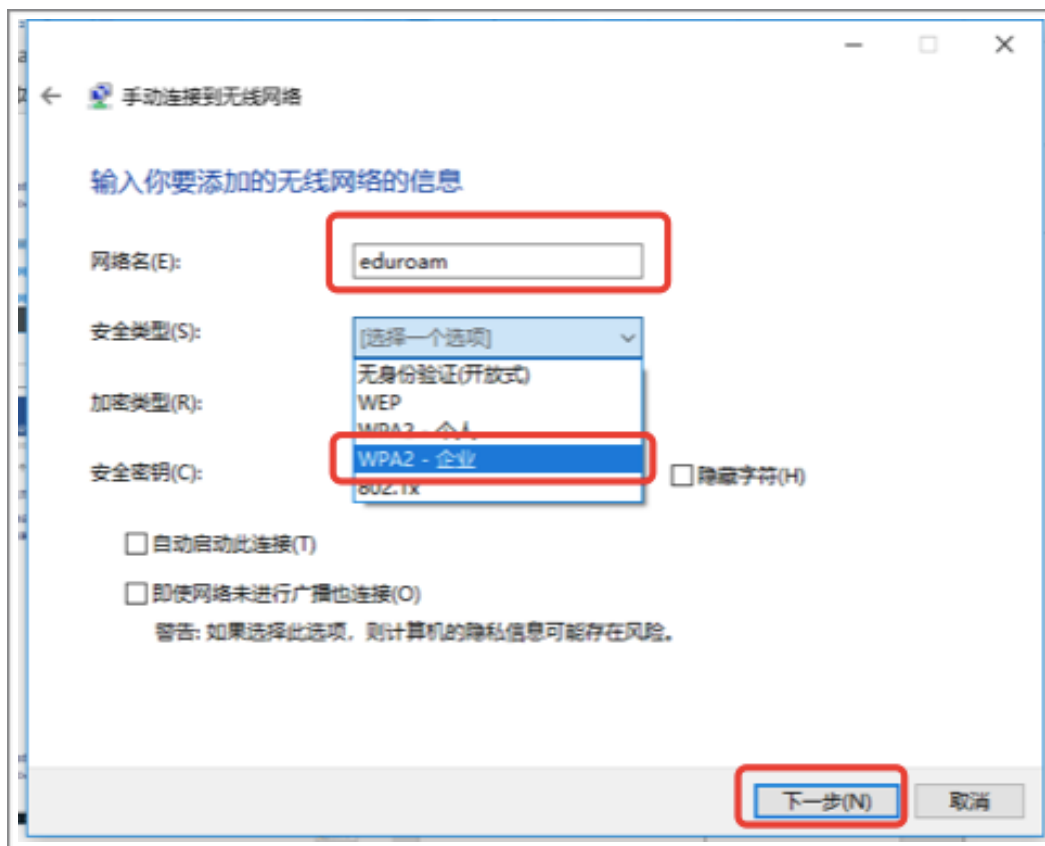 手动连接到无线网络
输入你要添加的无线网络的信息
网络名(E):
eduroam
安全类型(S):
[选择一个选项]
无身份验证(开放式)
加密类型(R):
WEP
WPA2 - 个人
WPA2 - 企业
安全密钥(C):
隐藏字符(H)
802.1x
自动启动此连接(T)
即使网络未进行广播也连接(O)
警告: 如果选择此选项，则计算机的隐私信息可能存在风险。
下一步(N)
取消